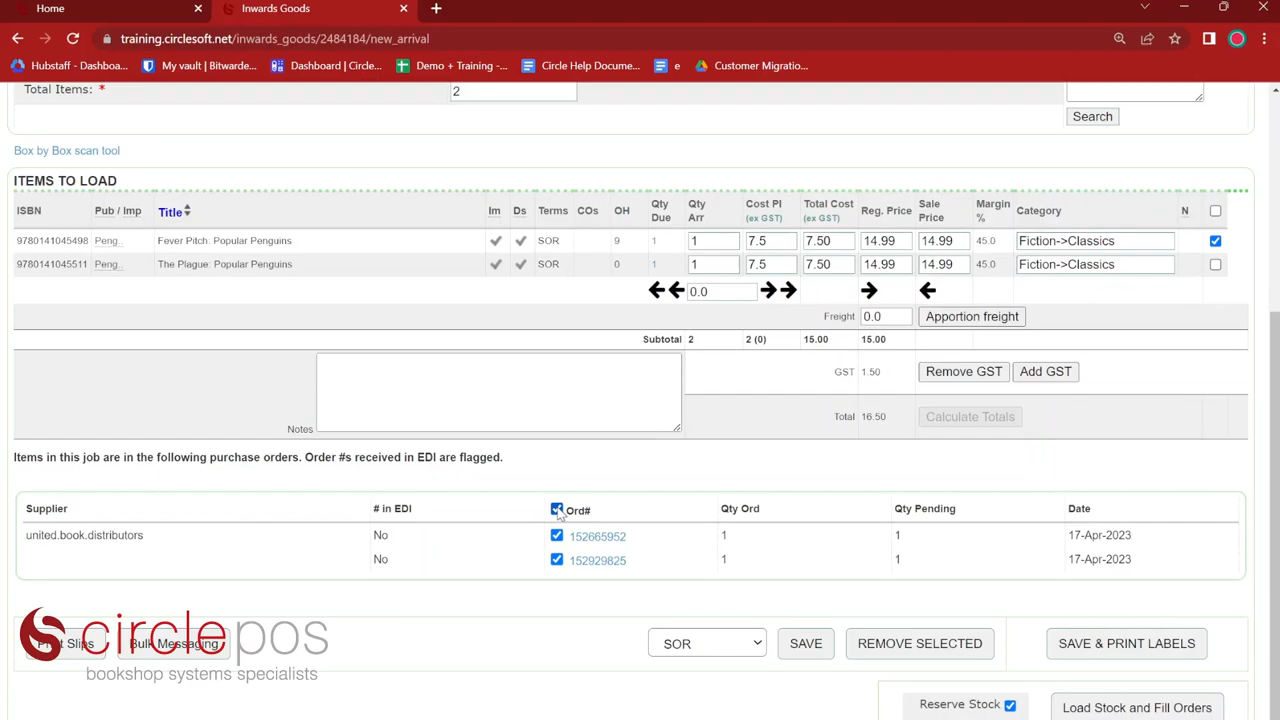 Home
Inwards Goods
training.circlesoft.net/inwards_goods/2484184/new_arrival
Hubstaff - Dashboa... My vault | Bitwarde... Dashboard | Circle... Demo + Training -... Circle Help Docume... e Customer Migratio...
Total Items: * 2
Search
Box by Box scan tool
ITEMS TO LOAD
ISBN Pub / Imp Title Im Ds Terms COs OH Qty Due Qty Arr Cost PI (ex GST) Total Cost (ex GST) Reg. Price Sale Price Margin % Category N
9780141045498 Peng.. Fever Pitch: Popular Penguins SOR 9 1 1 7.5 7.50 14.99 14.99 45.0 Fiction->Classics
9780141045511 Peng.. The Plague: Popular Penguins SOR 0 1 1 7.5 7.50 14.99 14.99 45.0 Fiction->Classics
0.0
Freight 0.0 Apportion freight
Subtotal 2 2 (0) 15.00 15.00
GST 1.50 Remove GST Add GST
Total 16.50 Calculate Totals
Notes
Items in this job are in the following purchase orders. Order #s received in EDI are flagged.
Supplier # in EDI Ord# Qty Ord Qty Pending Date
united.book.distributors No 152665952 1 1 17-Apr-2023
No 152929825 1 1 17-Apr-2023
circlepos
bookshop systems specialists
Print Slips Bulk Messaging SOR SAVE REMOVE SELECTED SAVE & PRINT LABELS
Reserve Stock Load Stock and Fill Orders